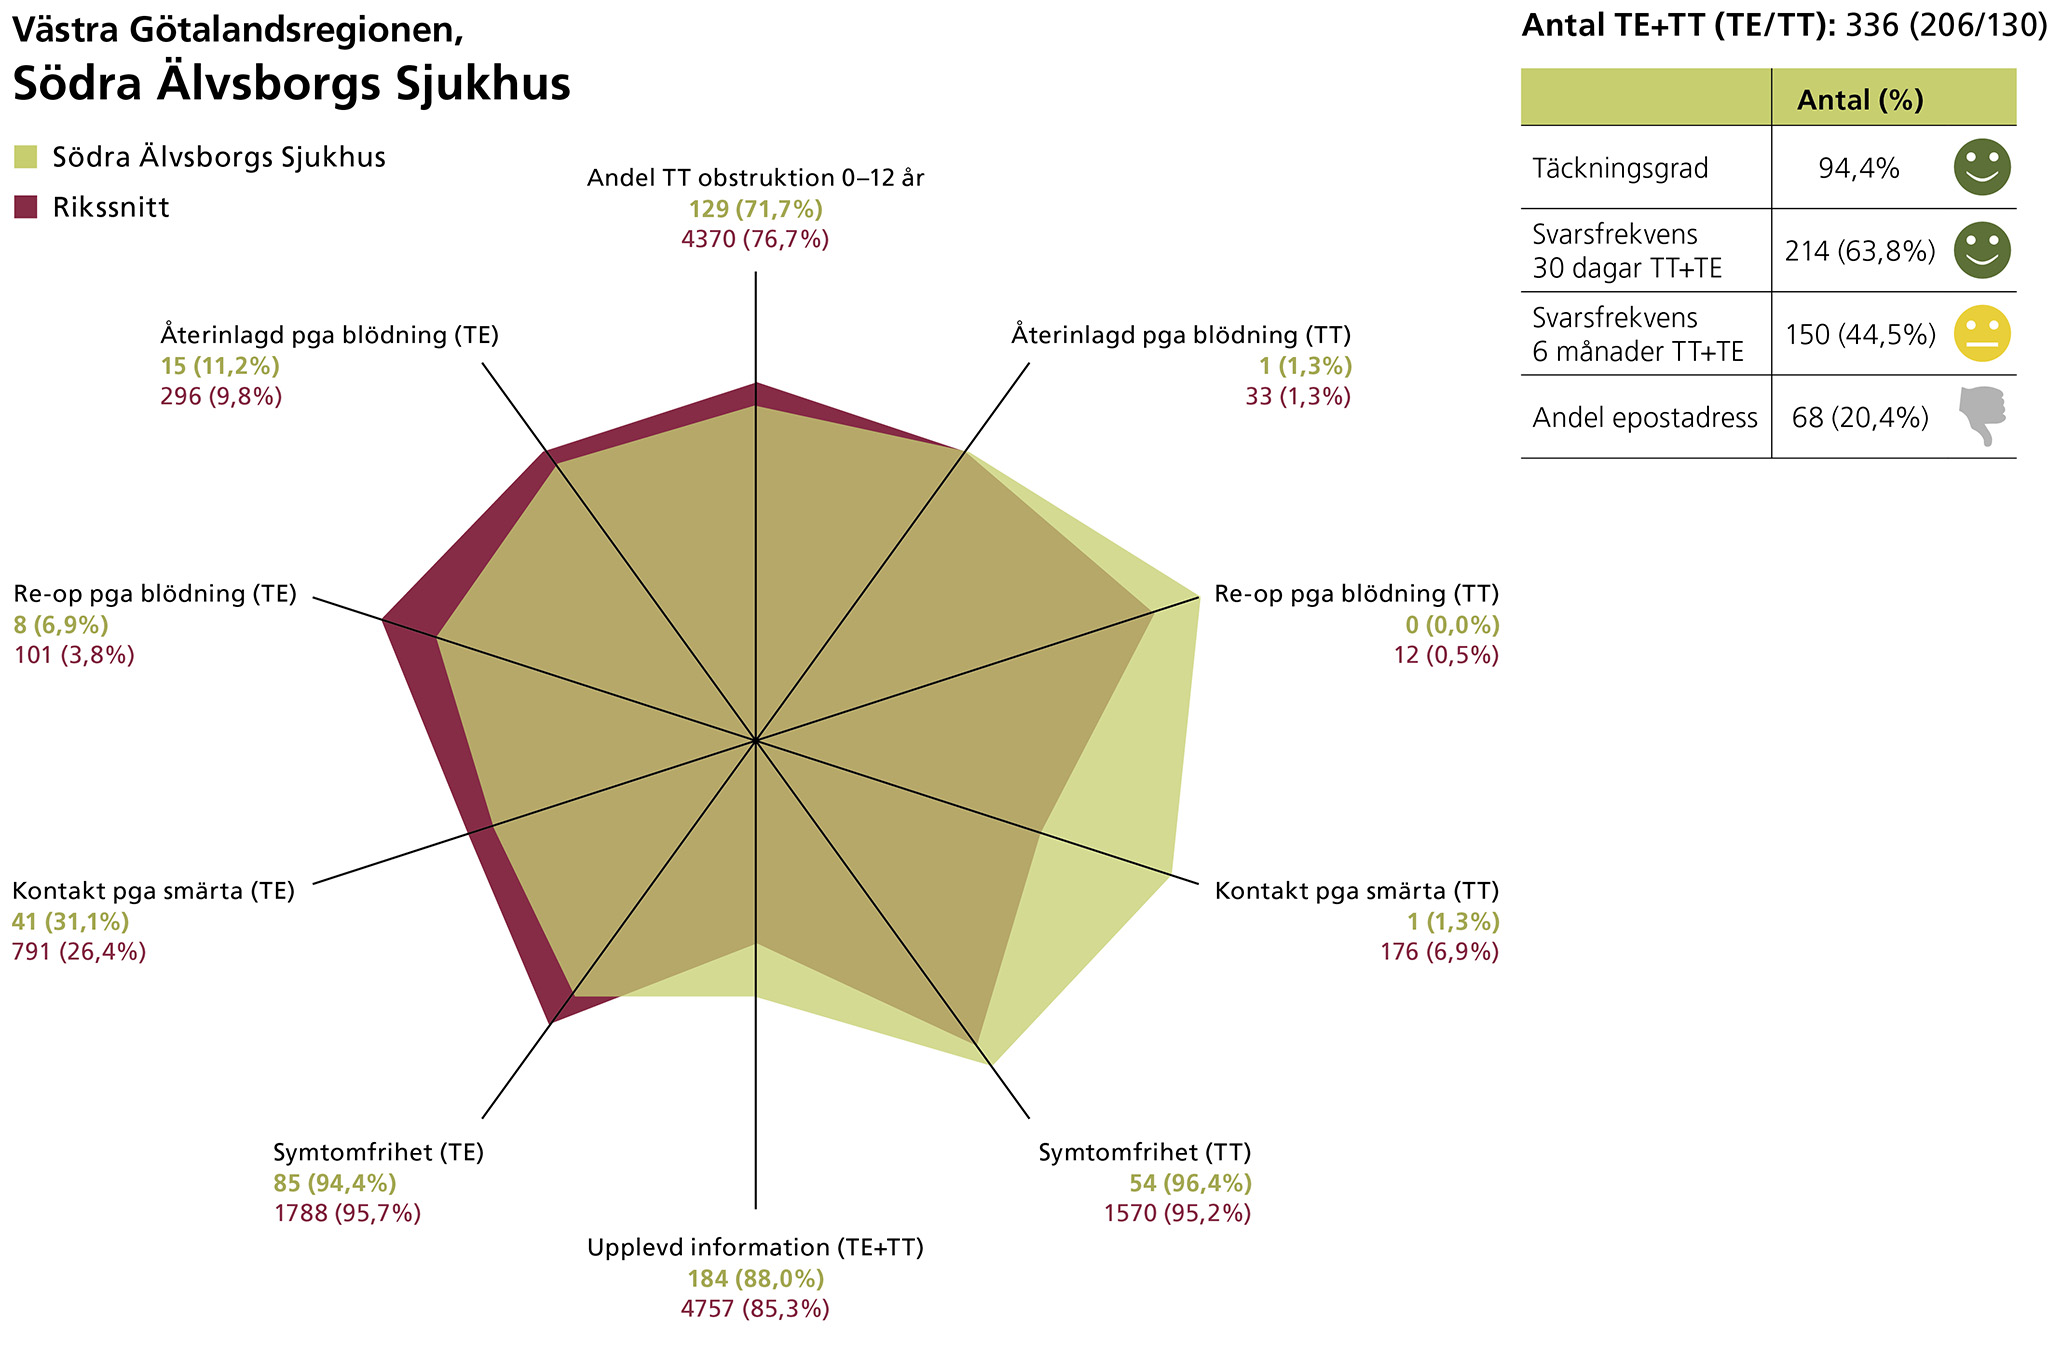 Västra Götalandsregionen,
Södra Älvsborgs Sjukhus
Södra Älvsborgs Sjukhus
Rikssnitt
Andel TT obstruktion 0–12 år
129 (71,7%)
4370 (76,7%)
Återinlagd pga blödning (TE)
15 (11,2%)
296 (9,8%)
Återinlagd pga blödning (TT)
1 (1,3%)
33 (1,3%)
Re-op pga blödning (TE)
8 (6,9%)
101 (3,8%)
Re-op pga blödning (TT)
0 (0,0%)
12 (0,5%)
Kontakt pga smärta (TE)
41 (31,1%)
791 (26,4%)
Kontakt pga smärta (TT)
1 (1,3%)
176 (6,9%)
Symtomfrihet (TE)
85 (94,4%)
1788 (95,7%)
Symtomfrihet (TT)
54 (96,4%)
1570 (95,2%)
Upplevd information (TE+TT)
184 (88,0%)
4757 (85,3%)
Antal TE+TT (TE/TT): 336 (206/130)
Antal (%)
Täckningsgrad 94,4%
Svarsfrekvens
30 dagar TT+TE 214 (63,8%)
Svarsfrekvens
6 månader TT+TE 150 (44,5%)
Andel epostadress 68 (20,4%)